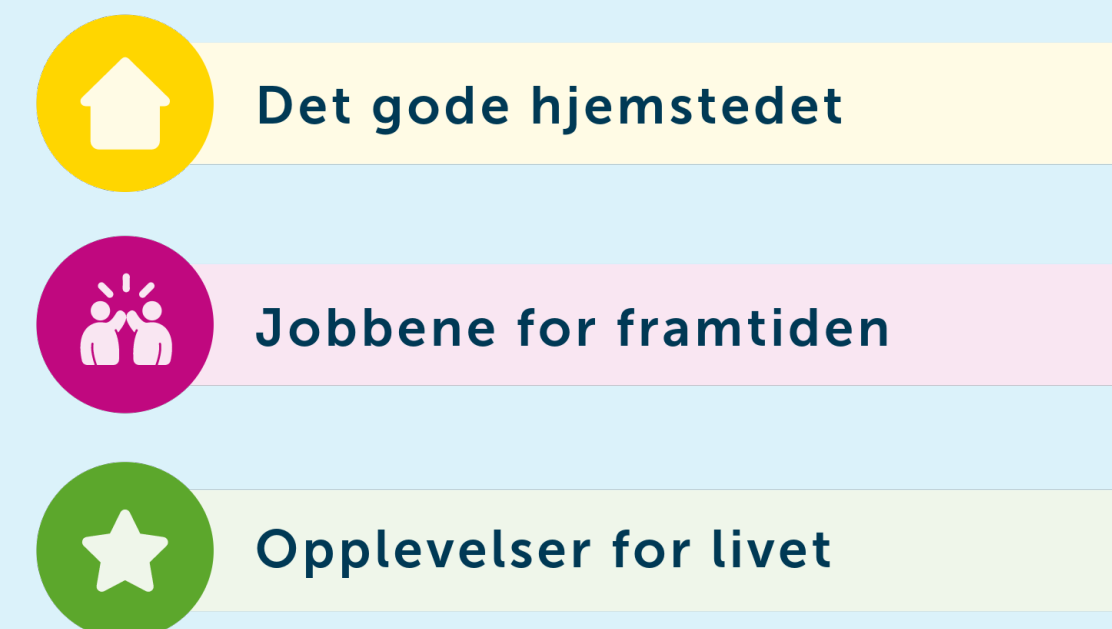 Det gode hjemstedet
Jobbene for framtiden
Opplevelser for livet